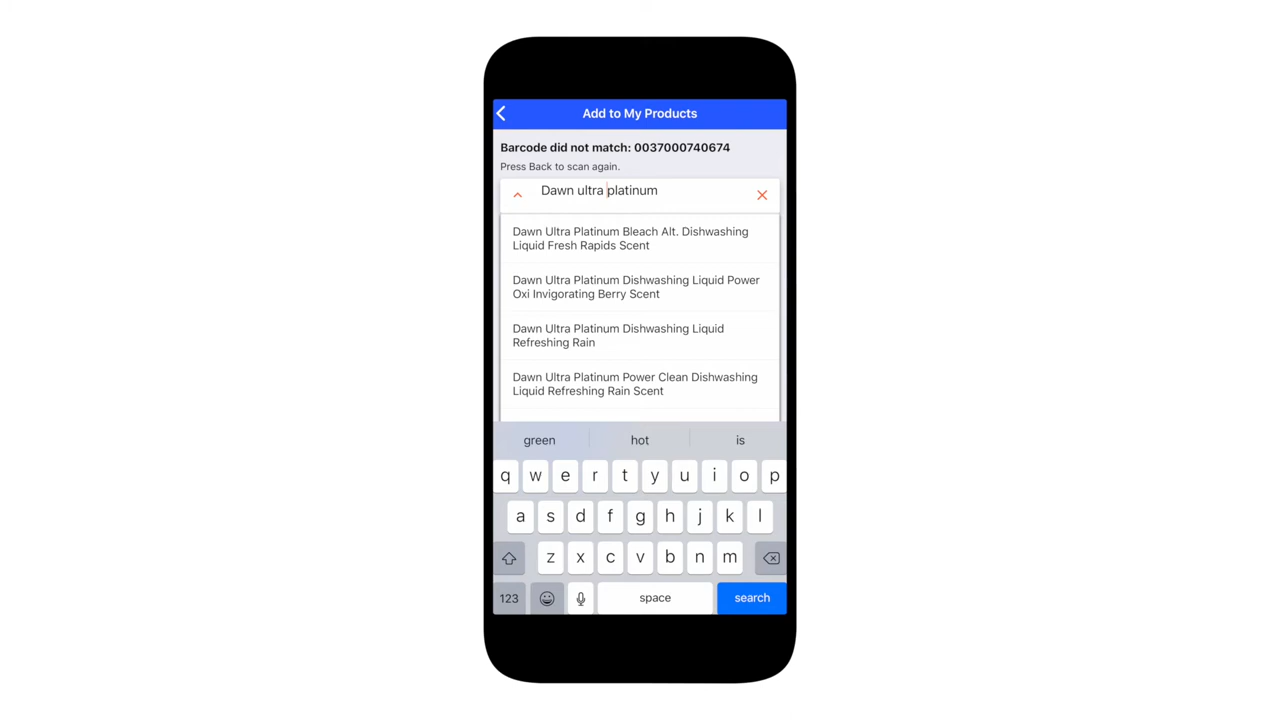 Add to My Products
Barcode did not match: 0037000740674
Press Back to scan again.
Dawn ultra platinum
Dawn Ultra Platinum Bleach Alt. Dishwashing
Liquid Fresh Rapids Scent
Dawn Ultra Platinum Dishwashing Liquid Power
Oxi Invigorating Berry Scent
Dawn Ultra Platinum Dishwashing Liquid
Refreshing Rain
Dawn Ultra Platinum Power Clean Dishwashing
Liquid Refreshing Rain Scent
green hot is
q w e r t y u i o p
a s d f g h j k l
z x c v b n m
123 space search